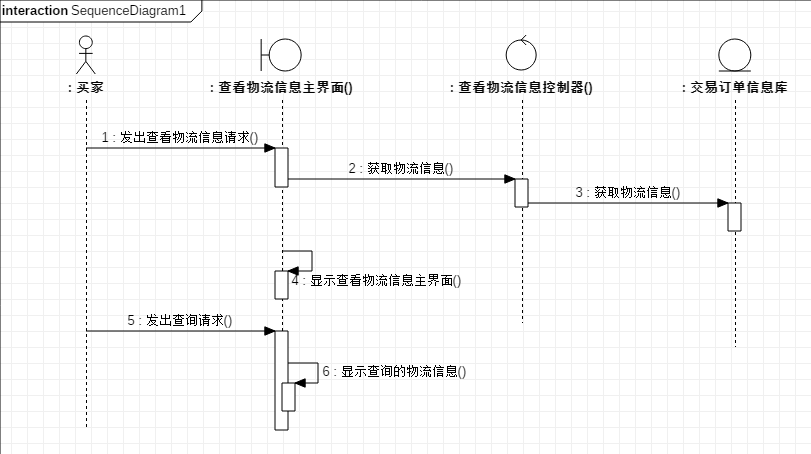 interaction SequenceDiagram1
: 买家
: 查看物流信息主界面()
: 查看物流信息控制器()
: 交易订单信息库
1 : 发出查看物流信息请求()
2 : 获取物流信息()
3 : 获取物流信息()
4 : 显示查看物流信息主界面()
5 : 发出查询请求()
6 : 显示查询的物流信息()